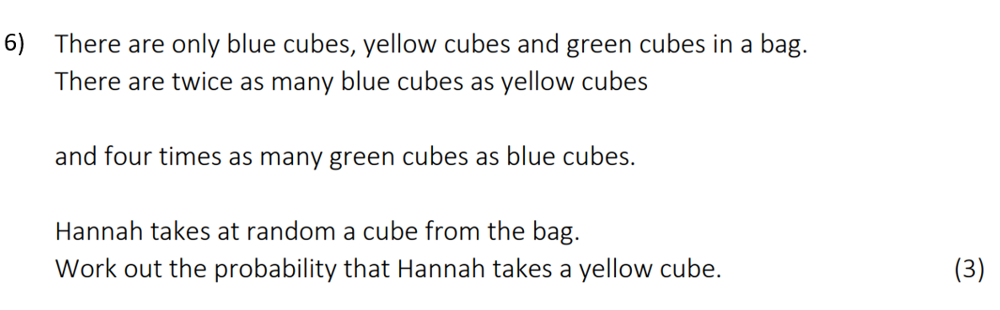 6) There are only blue cubes, yellow cubes and green cubes in a bag.
There are twice as many blue cubes as yellow cubes
and four times as many green cubes as blue cubes.
Hannah takes at random a cube from the bag.
Work out the probability that Hannah takes a yellow cube. (3)